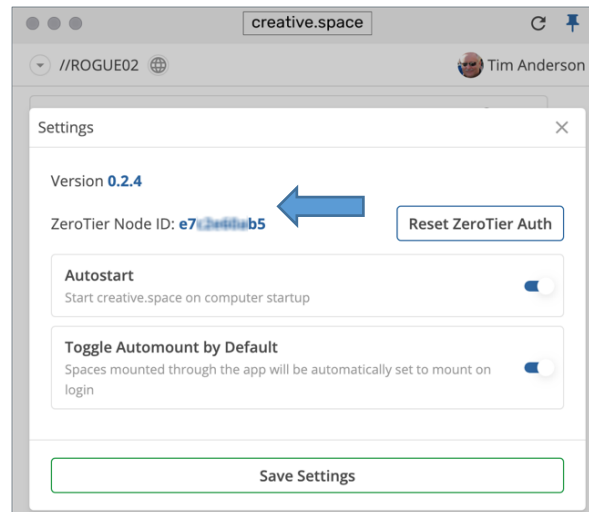 creative.space
//ROGUE02
Tim Anderson
Settings
Version 0.2.4
ZeroTier Node ID: e7 b5
Reset ZeroTier Auth
Autostart
Start creative.space on computer startup
Toggle Automount by Default
Spaces mounted through the app will be automatically set to mount on
login
Save Settings